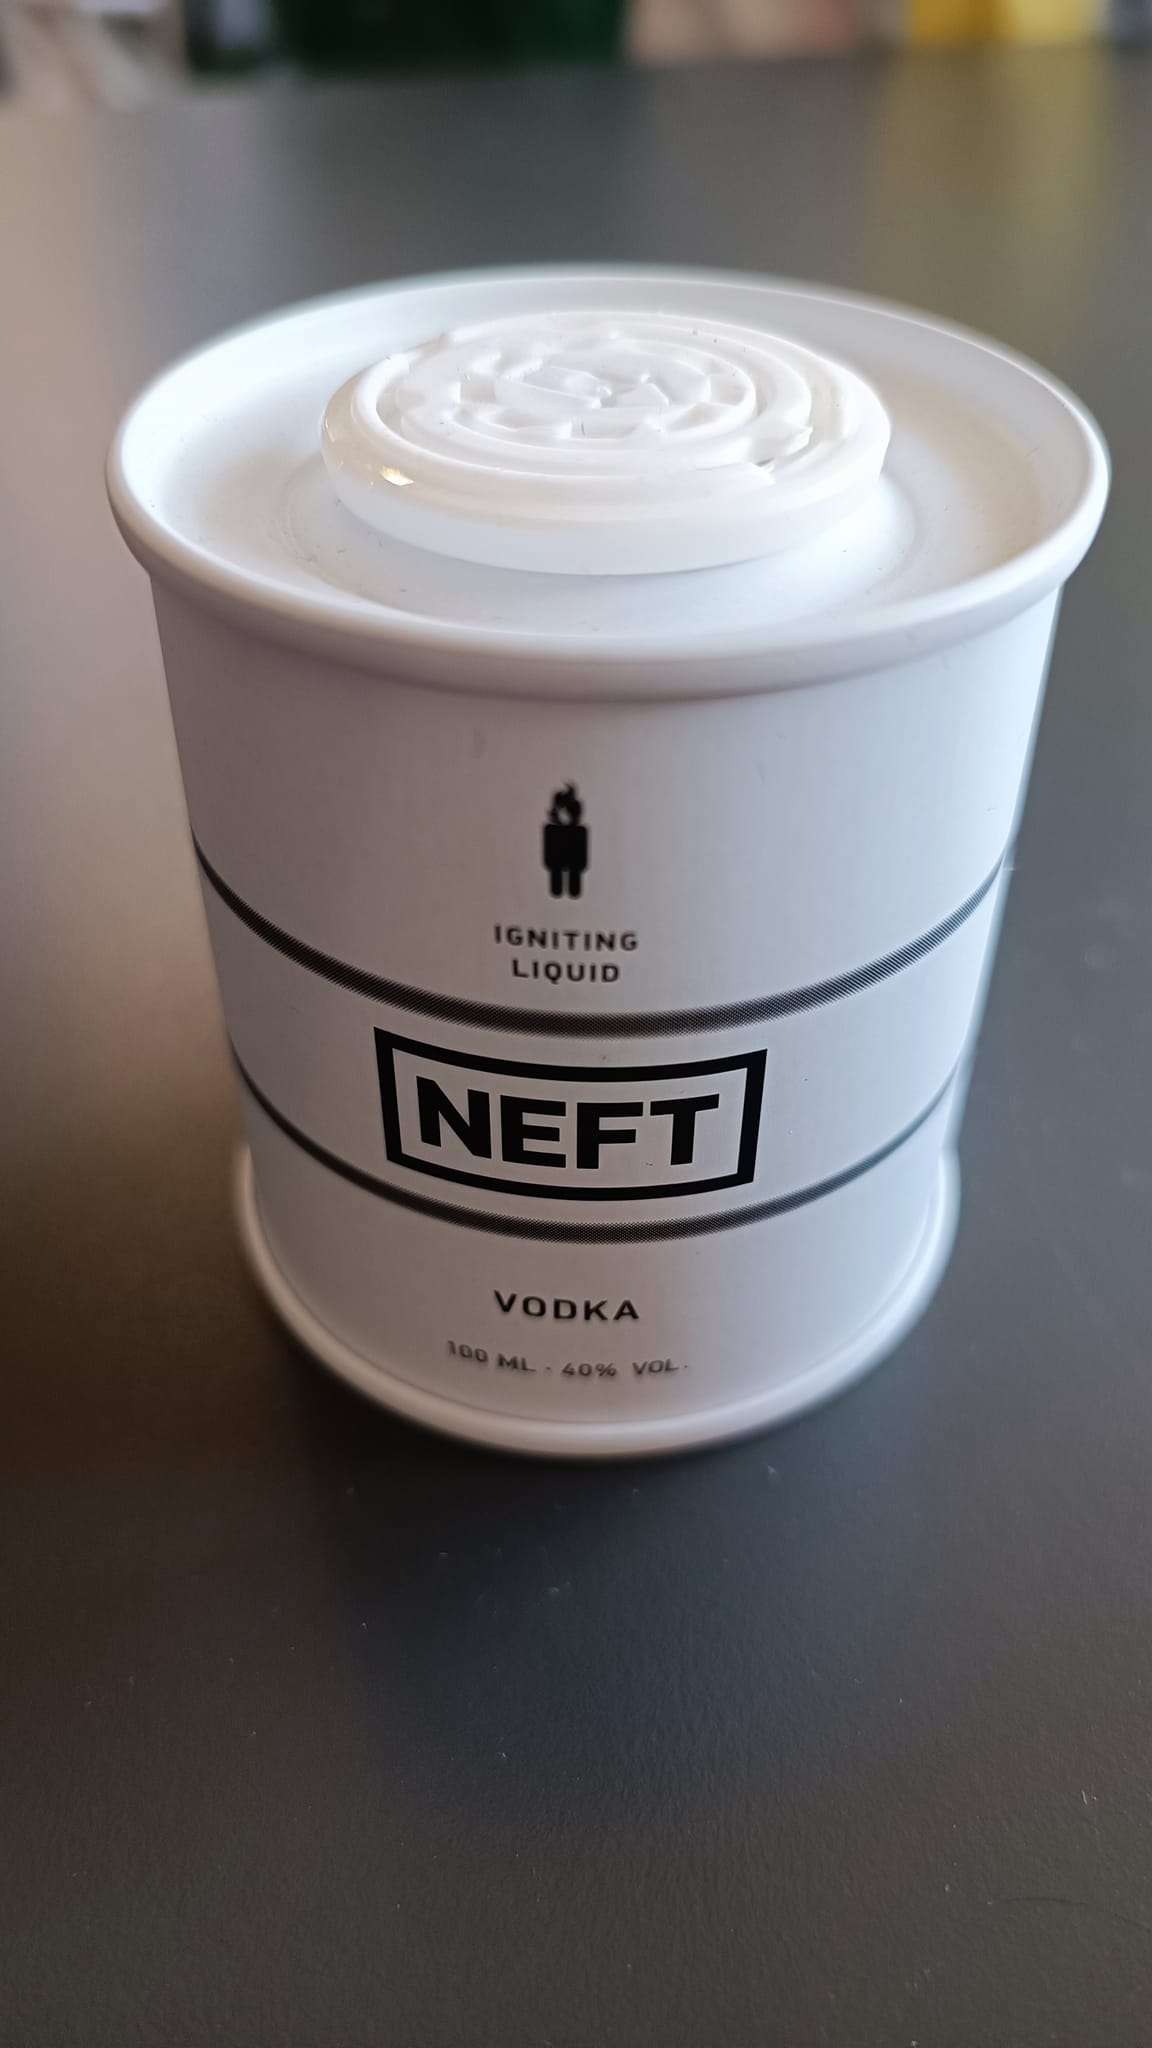 IGNITING
LIQUID
NEFT
VODKA
100 ML · 40% VOL.